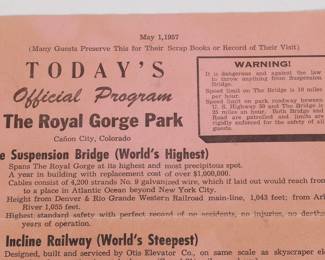 May 1,1957
(Many Guests Preserve This for Their Scrap Books or Record of Their Visit)
TODAY'S
Official Program
The Royal Gorge Park
Cañon City, Colorado
WARNING!
It is dangerous and against the law
to throw anything from Suspension
Bridge.
Speed limit on The Bridge is 10 miles
per hour.
Speed limit on park roadway between
U. S. Highway 50 and The Bridge is
25 miles an hour. Both Bridge and
Road are patrolled and limits are
rigidly enforced for the safety of all
guests.
e Suspension Bridge (World's Highest)
Spans The Royal Gorge at its highest and most precipitous spot.
A year in building with replacement cost of over $1,000,000.
Cables consist of 4,200 strands No. 9 galvanized wire, which if laid out would reach from
to a place in Atlantic Ocean beyond New York City.
Height from Denver & Rio Grande Western Railroad main-line, 1,043 feet; from Ar
River 1,055 feet.
Highest standard safety with perfect record of no accidents, no injuries, no deaths
years of operation.
Incline Railway (World's Steepest)
Designed, built and serviced by Otis Elevator Co., on same scale as skyscraper el